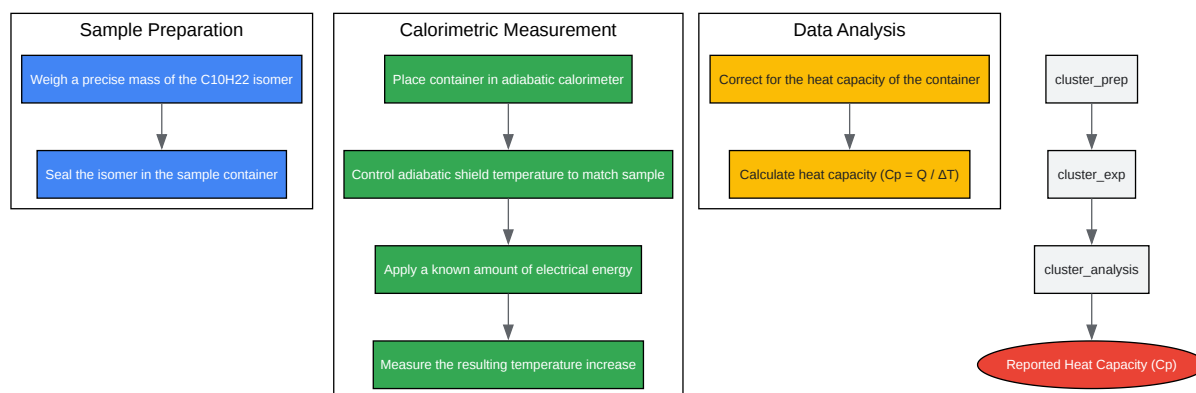 Sample Preparation
Weigh a precise mass of the C10H22 isomer
Seal the isomer in the sample container
Calorimetric Measurement
Place container in adiabatic calorimeter
Control adiabatic shield temperature to match sample
Apply a known amount of electrical energy
Measure the resulting temperature increase
Data Analysis
Correct for the heat capacity of the container
Calculate heat capacity (Cp = Q / ΔT)
cluster_prep
cluster_exp
cluster_analysis
Reported Heat Capacity (Cp)